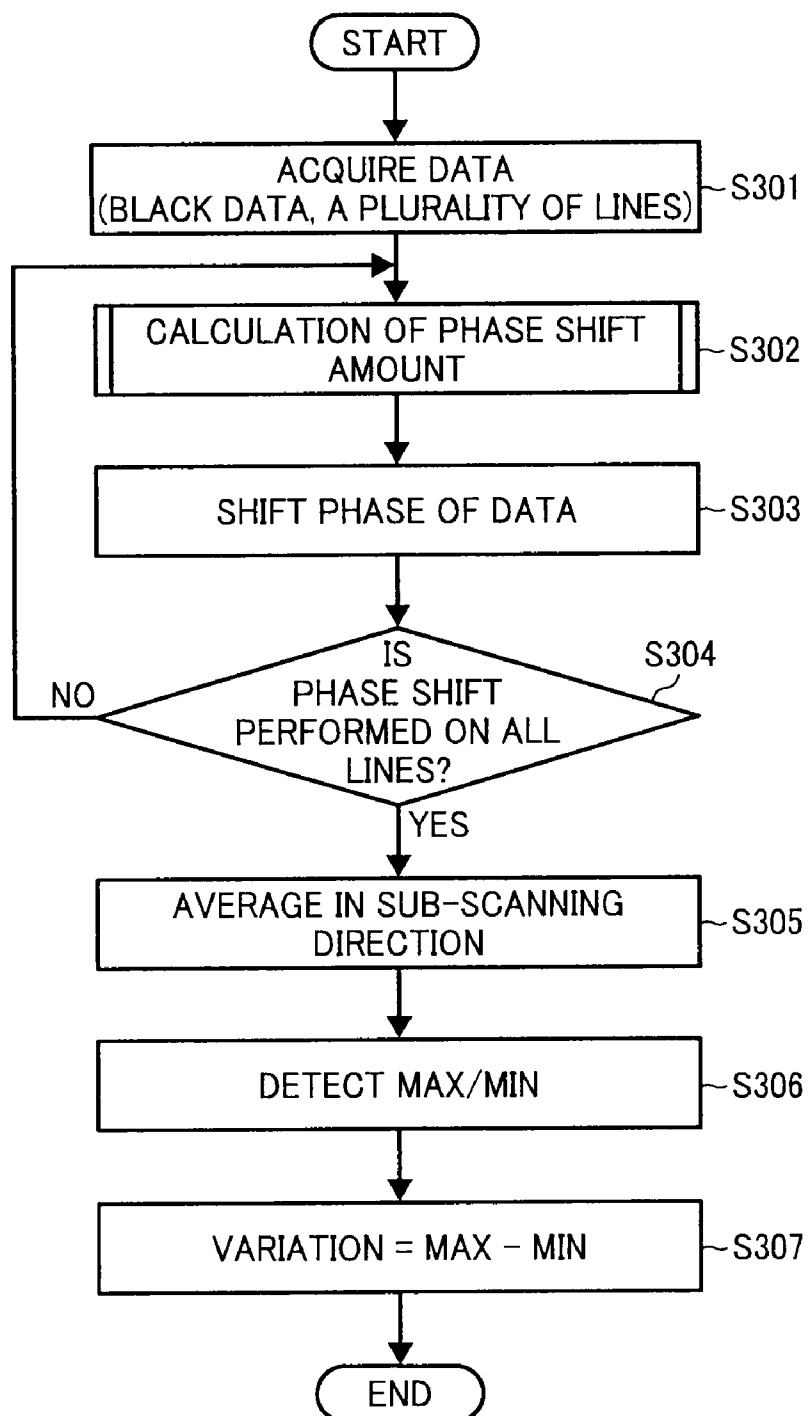 START
ACQUIRE DATA
(BLACK DATA, A PLURALITY OF LINES)
S301
CALCULATION OF PHASE SHIFT
AMOUNT
S302
SHIFT PHASE OF DATA
S303
IS
PHASE SHIFT
PERFORMED ON ALL
LINES?
S304
NO
YES
AVERAGE IN SUB-SCANNING
DIRECTION
S305
DETECT MAX/MIN
S306
VARIATION = MAX - MIN
S307
END